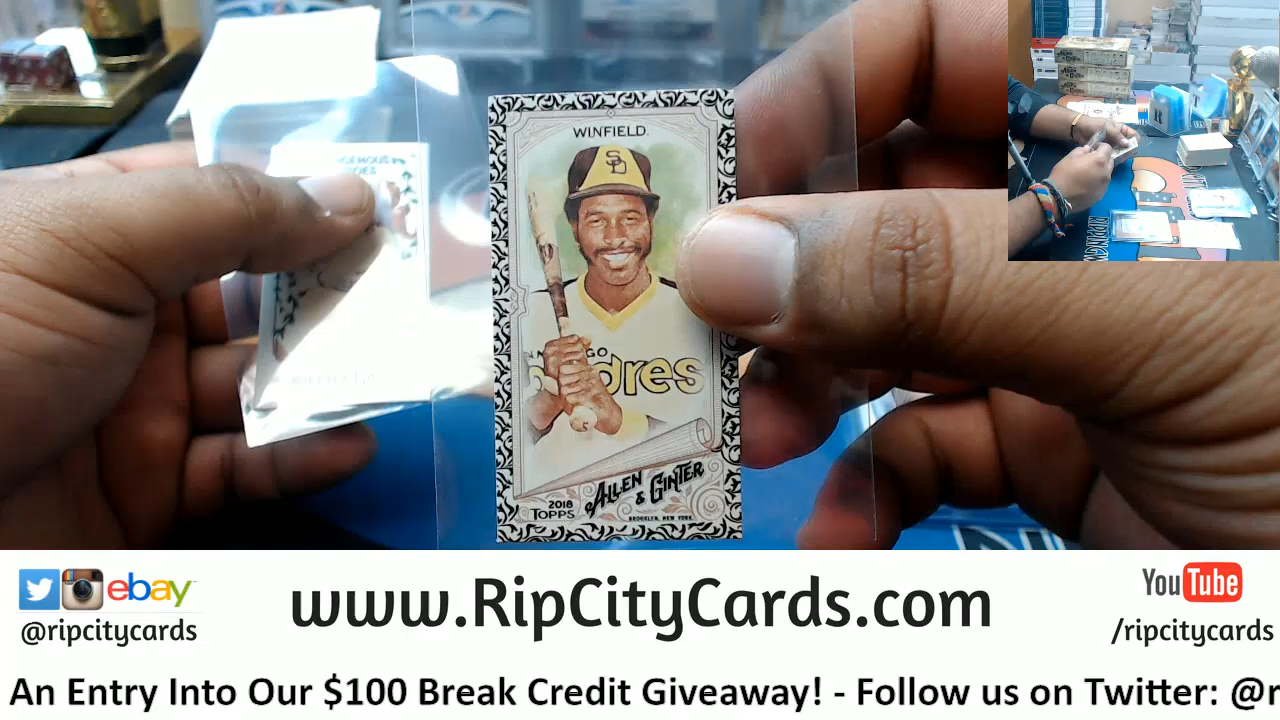 WINFIELD.
SD
dres
ALLEN & GINTER
2018 TOPPS
BROOKLYN, NEW YORK.
ebay
@ripcitycards
www.RipCityCards.com
YouTube
/ripcitycards
An Entry Into Our $100 Break Credit Giveaway! - Follow us on Twitter: @r